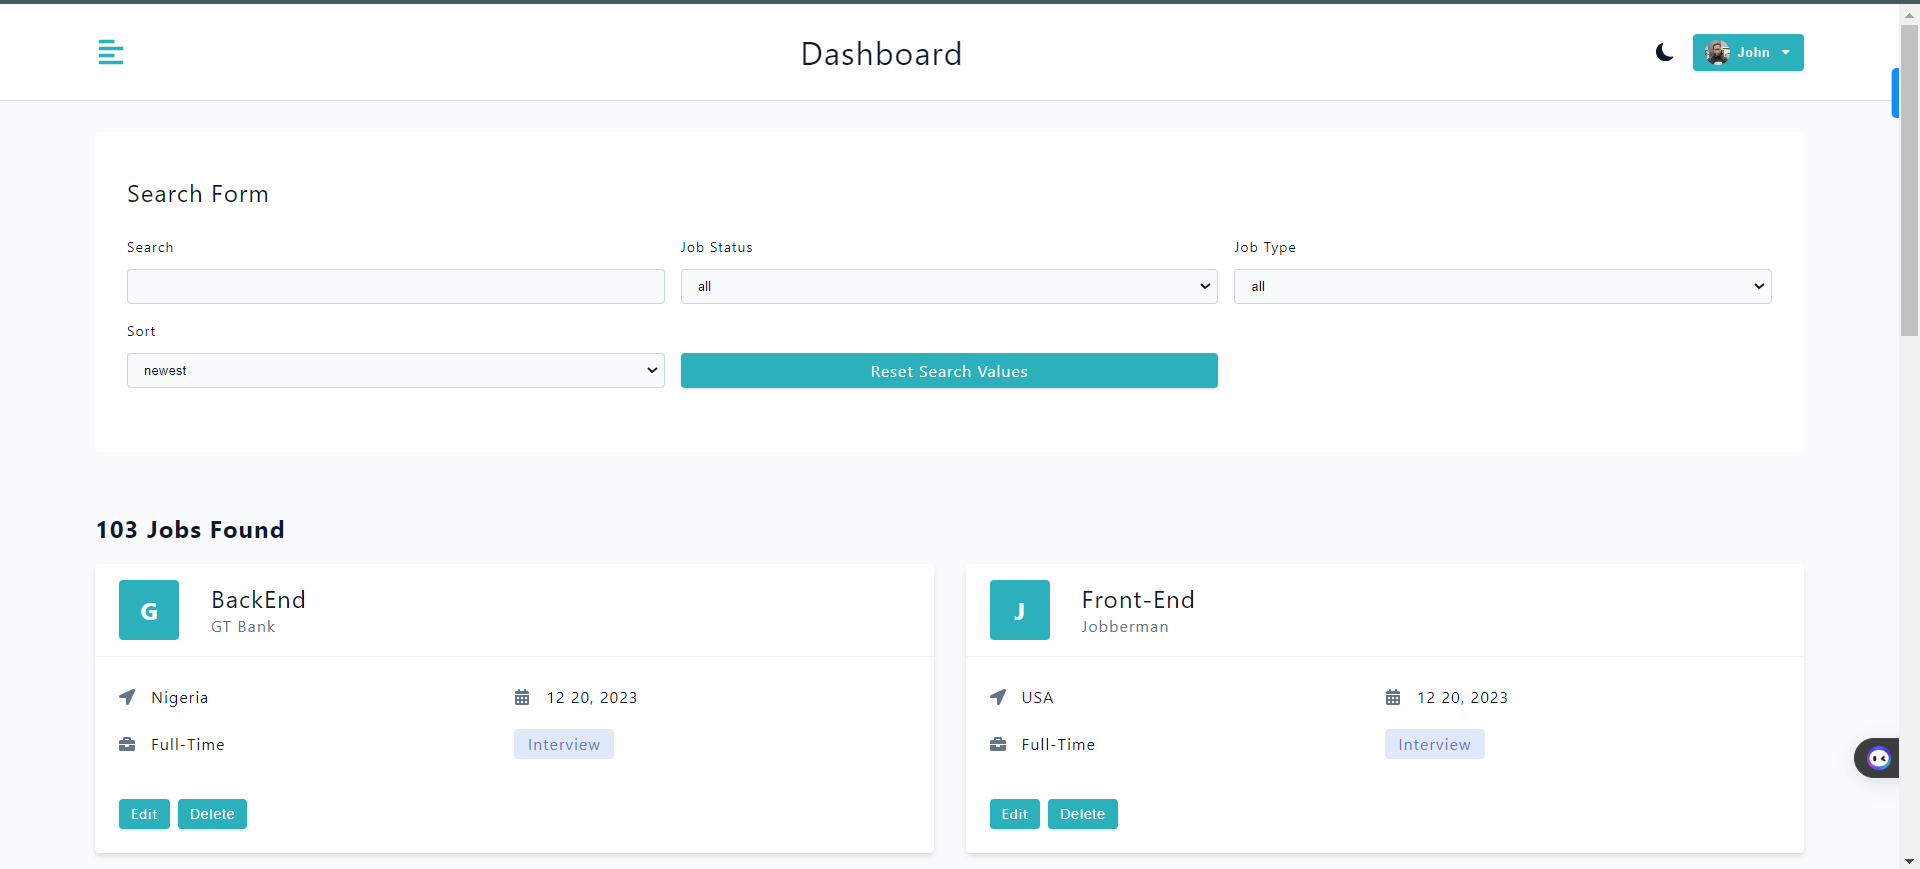 Dashboard
John
Search Form
Search
Job Status
Job Type
all
all
Sort
newest
Reset Search Values
103 Jobs Found
G
BackEnd
GT Bank
Nigeria
12 20, 2023
Full-Time
Interview
Edit
Delete
J
Front-End
Jobberman
USA
12 20, 2023
Full-Time
Interview
Edit
Delete